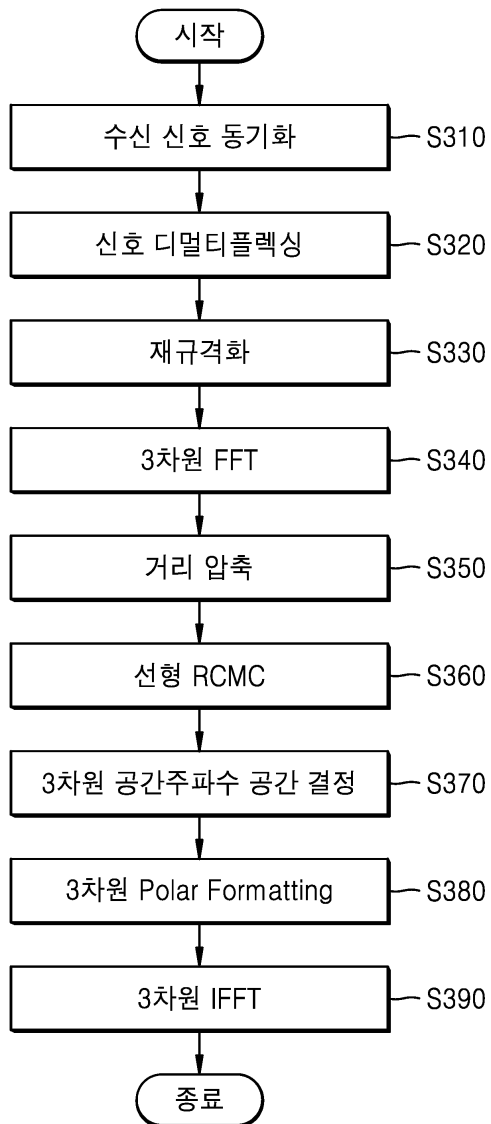 시작
수신 신호 동기화 S310
신호 디멀티플렉싱 S320
재규격화 S330
3차원 FFT S340
거리 압축 S350
선형 RCMC S360
3차원 공간주파수 공간 결정 S370
3차원 Polar Formatting S380
3차원 IFFT S390
종료